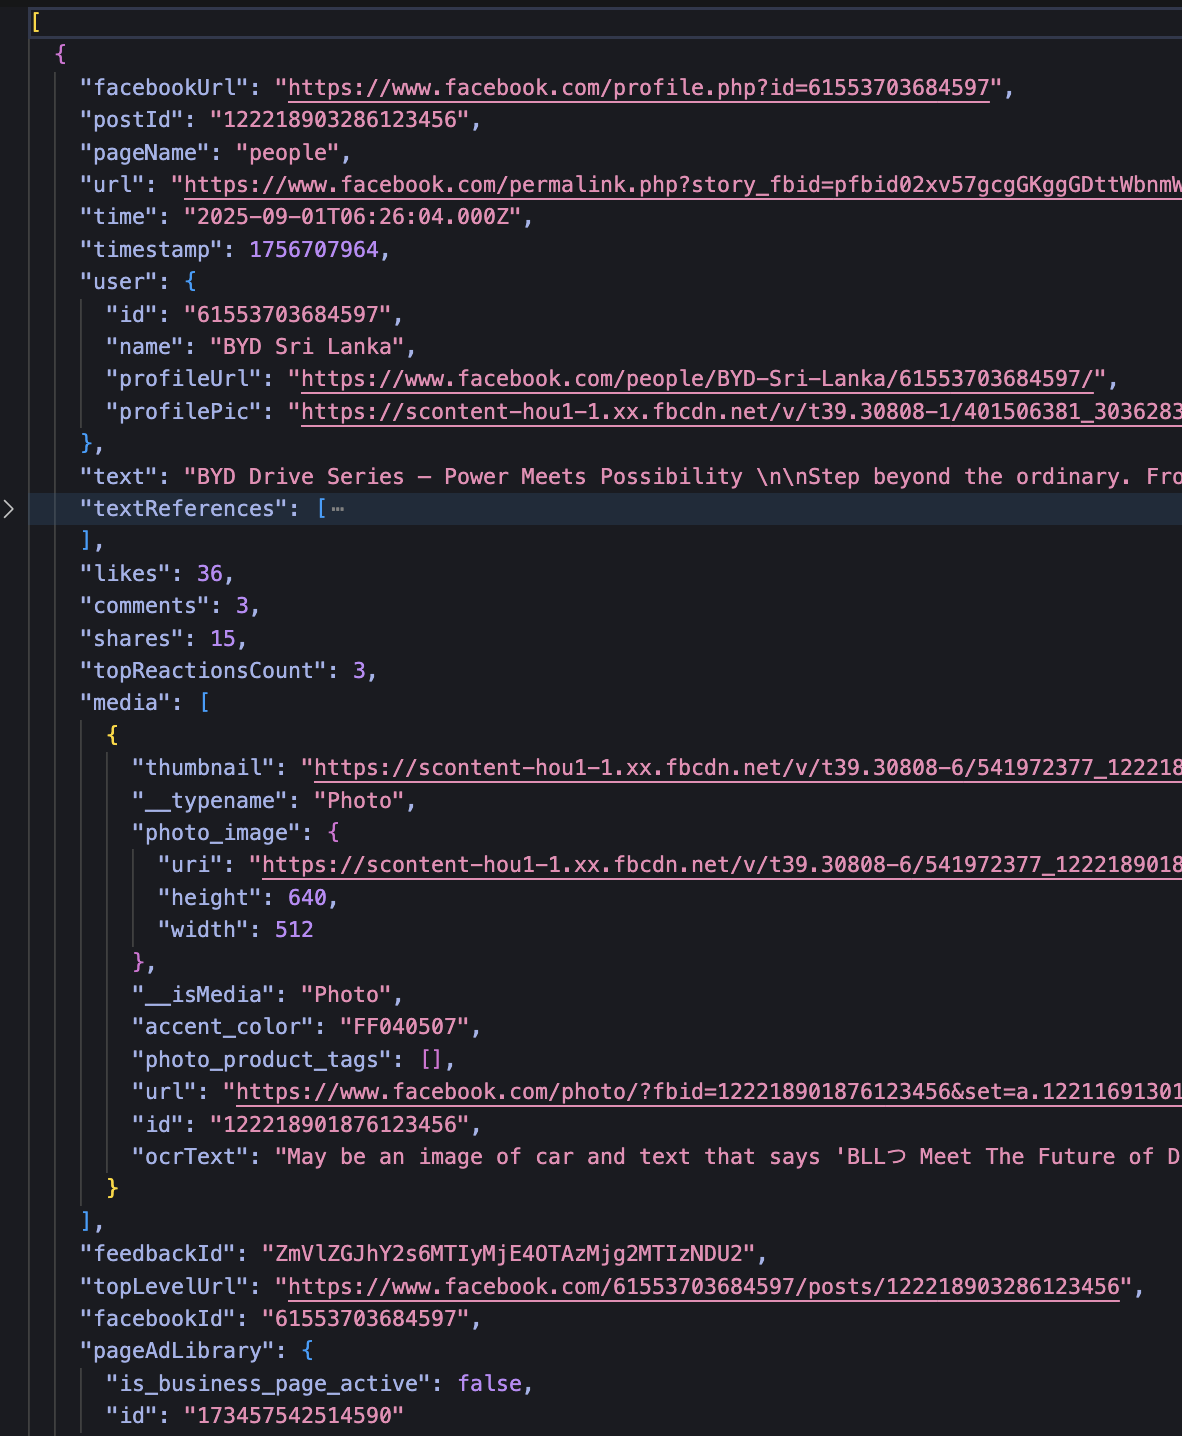 [
{
"facebookUrl": "https://www.facebook.com/profile.php?id=61553703684597",
"postId": "122218903286123456",
"pageName": "people",
"url": "https://www.facebook.com/permalink.php?story_fbid=pfbid02xv57gcgGKggGDttWbnmW
"time": "2025-09-01T06:26:04.000Z",
"timestamp": 1756707964,
"user": {
"id": "61553703684597",
"name": "BYD Sri Lanka",
"profileUrl": "https://www.facebook.com/people/BYD-Sri-Lanka/61553703684597/",
"profilePic": "https://scontent-hou1-1.xx.fbcdn.net/v/t39.30808-1/401506381_3036283
},
"text": "BYD Drive Series – Power Meets Possibility \n\nStep beyond the ordinary. Fro
"textReferences": [⋯
],
"likes": 36,
"comments": 3,
"shares": 15,
"topReactionsCount": 3,
"media": [
{
"thumbnail": "https://scontent-hou1-1.xx.fbcdn.net/v/t39.30808-6/541972377_122218
"__typename": "Photo",
"photo_image": {
"uri": "https://scontent-hou1-1.xx.fbcdn.net/v/t39.30808-6/541972377_1222189018
"height": 640,
"width": 512
},
"__isMedia": "Photo",
"accent_color": "FF040507",
"photo_product_tags": [],
"url": "https://www.facebook.com/photo/?fbid=122218901876123456&set=a.12211691301
"id": "122218901876123456",
"ocrText": "May be an image of car and text that says 'BLLつ Meet The Future of D
}
],
"feedbackId": "ZmVlZGJhY2s6MTIyMjE4OTAzMjg2MTIzNDU2",
"topLevelUrl": "https://www.facebook.com/61553703684597/posts/122218903286123456",
"facebookId": "61553703684597",
"pageAdLibrary": {
"is_business_page_active": false,
"id": "173457542514590"